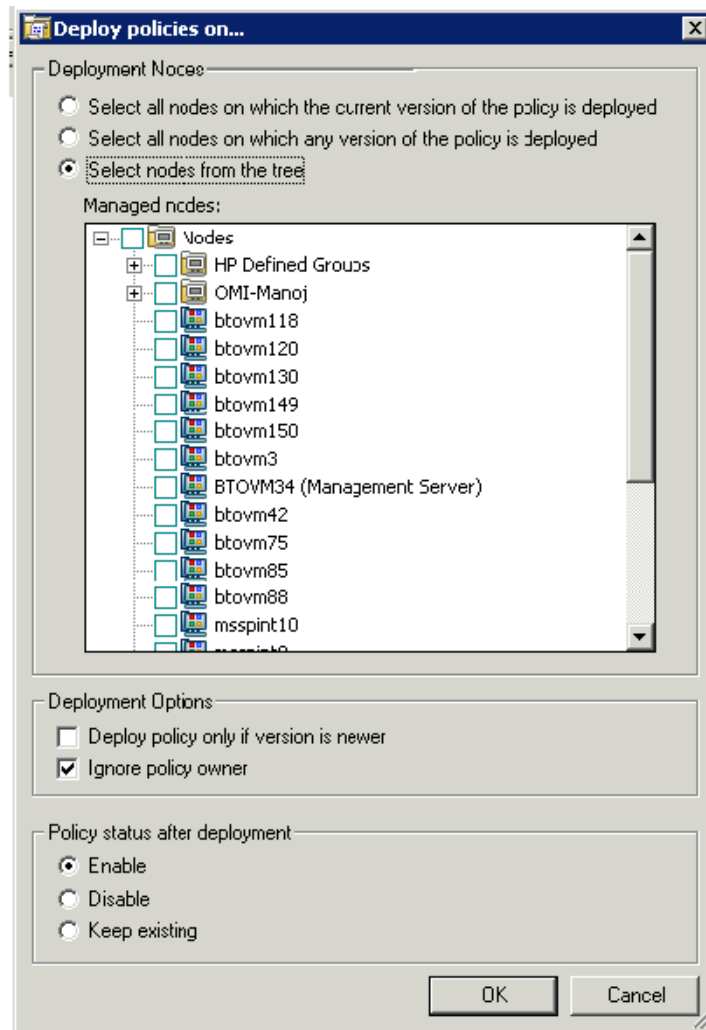 Deploy policies on...
Deployment Noces
Select all nodes on which the current version of the policy is deployed
Select all nodes on which any version of the policy is deployed
Select nodes from the tree
Managed nodes:
Nodes
HP Defined Groups
OMI-Manoj
btovm118
btovm120
btovm130
btovm149
btovm150
btovm3
BTOVM34 (Management Server)
btovm42
btovm75
btovm85
btovm88
msspint10
Deployment Options
Deploy policy only if version is newer
Ignore policy owner
Policy status after deployment
Enable
Disable
Keep existing
OK Cancel